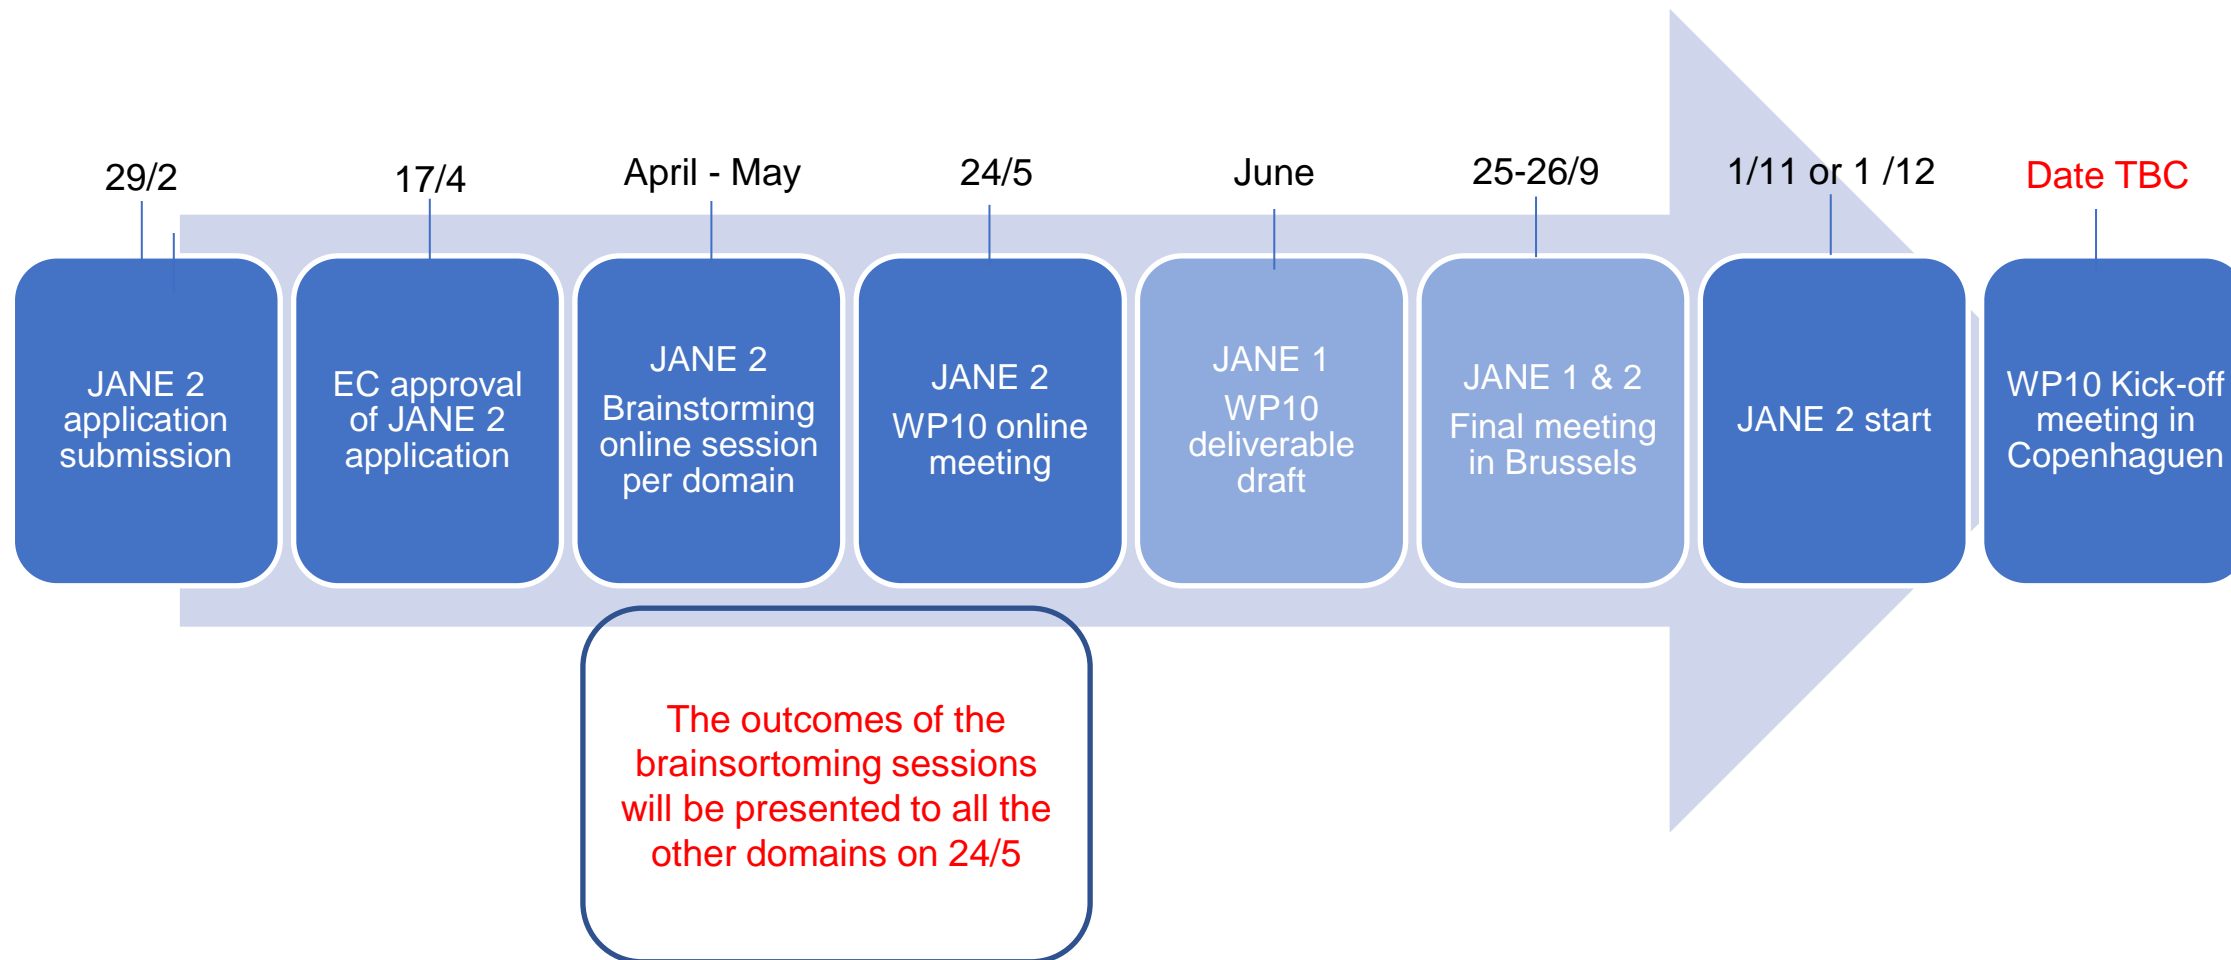 29/2
17/4
April - May
24/5
June
25-26/9
1/11 or 1 /12
Date TBC
JANE 2
application
submission
EC approval
of JANE 2
application
JANE 2
Brainstorming
online session
per domain
JANE 2
WP10 online
meeting
JANE 1
WP10
deliverable
draft
JANE 1 & 2
Final meeting
in Brussels
JANE 2 start
WP10 Kick-off
meeting in
Copenhaguen
The outcomes of the
brainsortoming sessions
will be presented to all the
other domains on 24/5